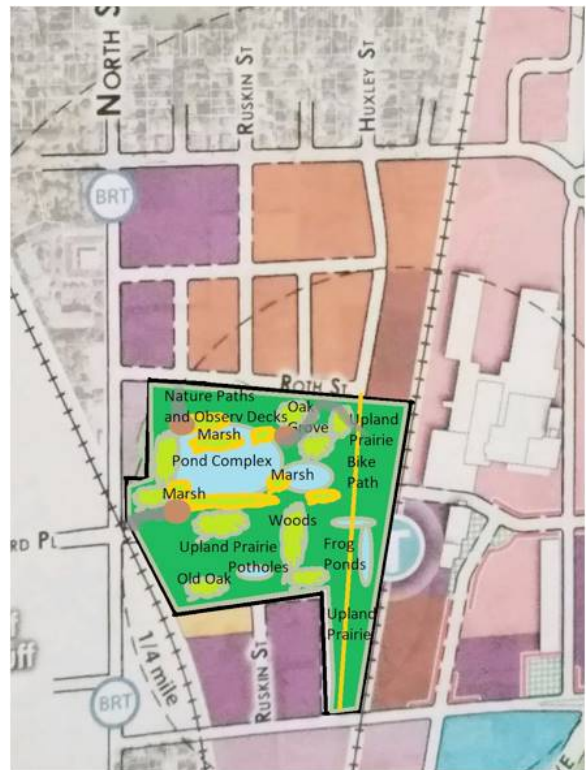 NORTH S
RUSKIN ST
HUXLEY ST
BRT
ROTH ST
Nature Paths
and Observ Decks
Oak
Grove
Upland
Prairie
Marsh
Pond Complex
Marsh
Bike
Path
Marsh
Woods
RD PL
Upland Prairie
Potholes
Frog
Ponds
T
Old Oak
Upland
Prairie
uff
1/4 mile
RUSKIN ST
BRT